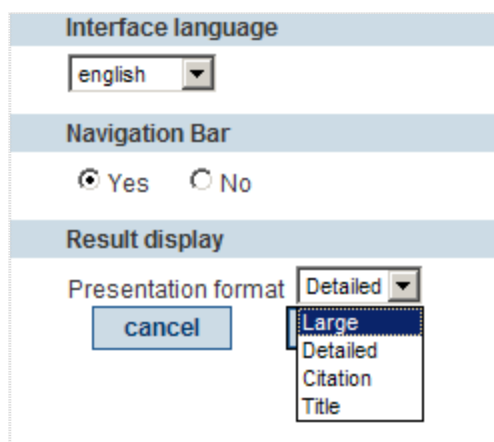 Interface language
english
Navigation Bar
Yes No
Result display
Presentation format Detailed
cancel
Large
Detailed
Citation
Title